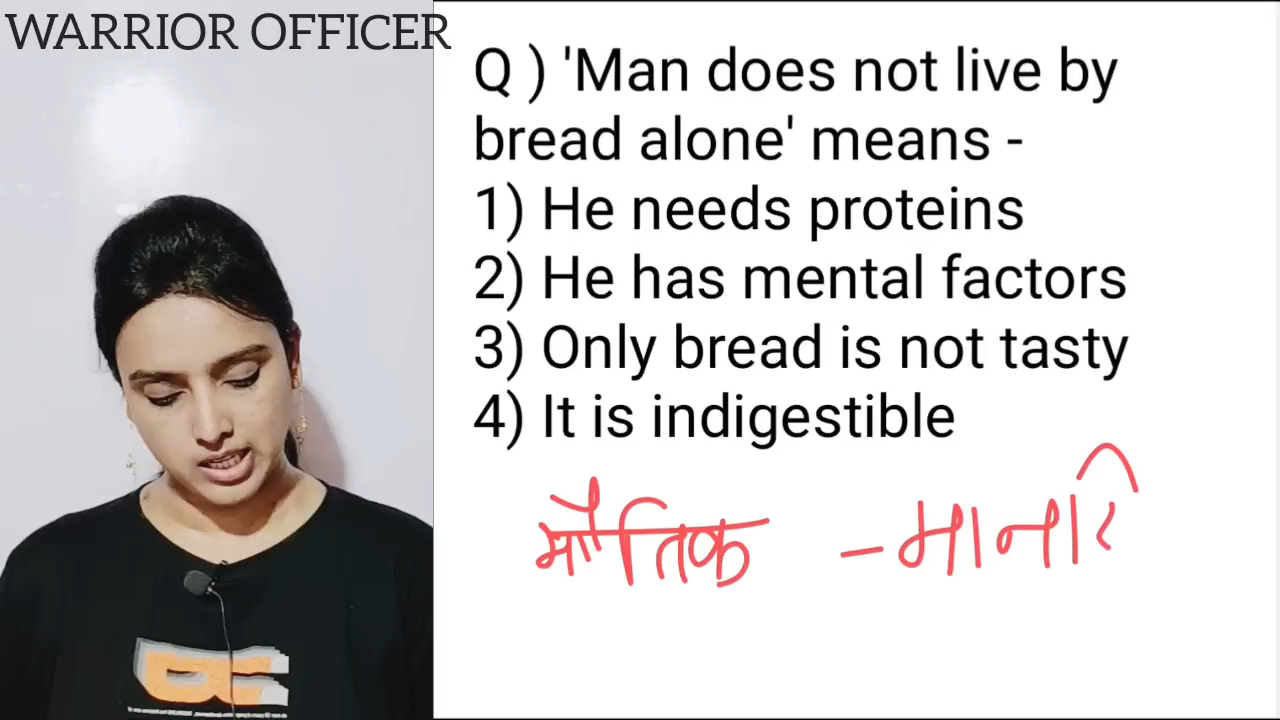 WARRIOR OFFICER
Q ) 'Man does not live by
bread alone' means -
1) He needs proteins
2) He has mental factors
3) Only bread is not tasty
4) It is indigestible
भौतिक -